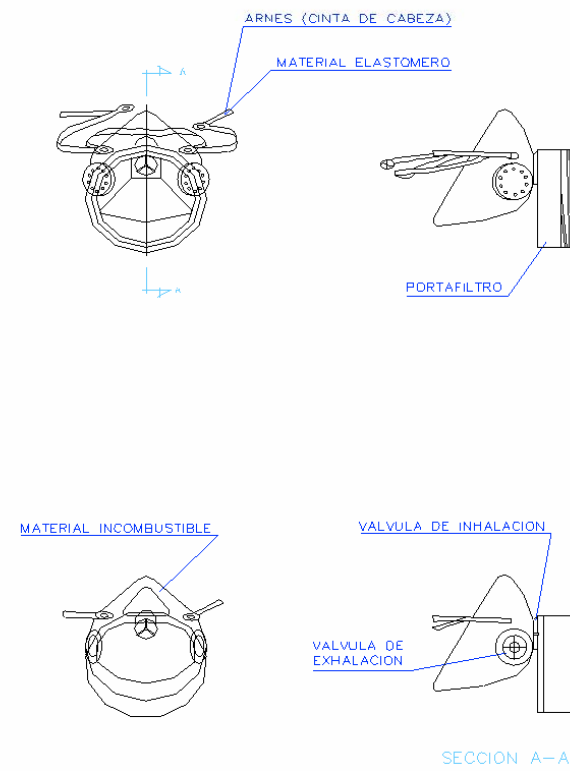 ARNES (CINTA DE CABEZA)
MATERIAL ELASTOMERO
PORTAFILTRO
MATERIAL INCOMBUSTIBLE
VALVULA DE INHALACION
VALVULA DE
EXHALACION
SECCION A-A